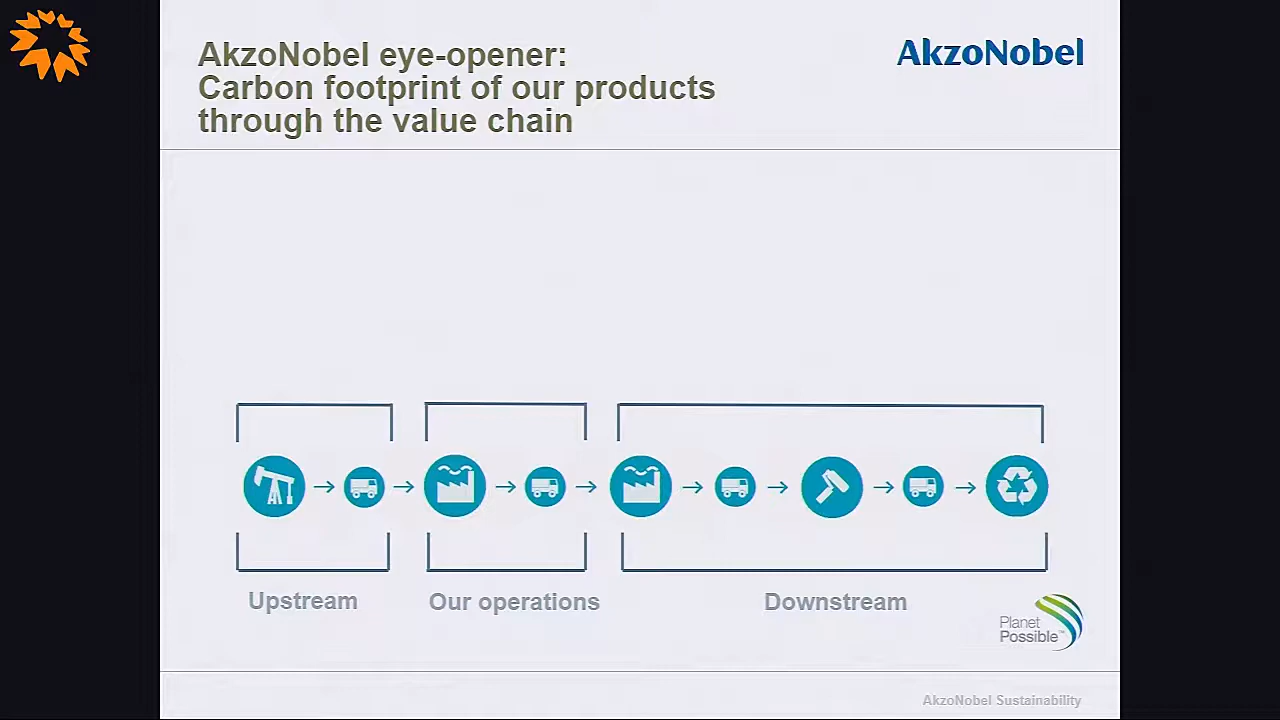 AkzoNobel eye-opener:
Carbon footprint of our products
through the value chain
AkzoNobel
Upstream
Our operations
Downstream
Planet
Possible™
AkzoNobel Sustainability